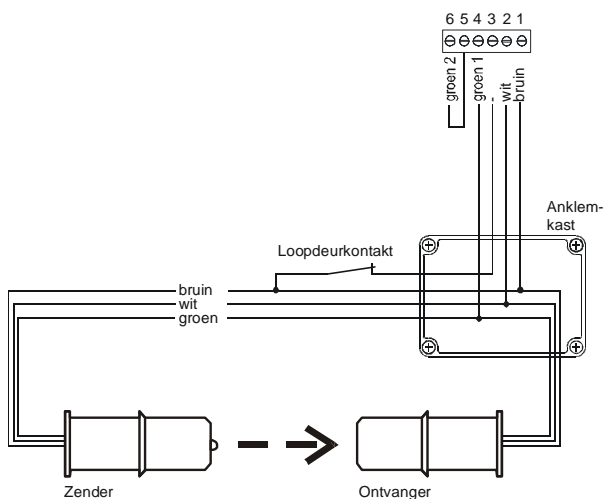 6 5 4 3 2 1
groen 2
groen 1
-
wit
bruin
Anklem-
kast
Loopdeurkontakt
bruin
wit
groen
Zender
Ontvanger